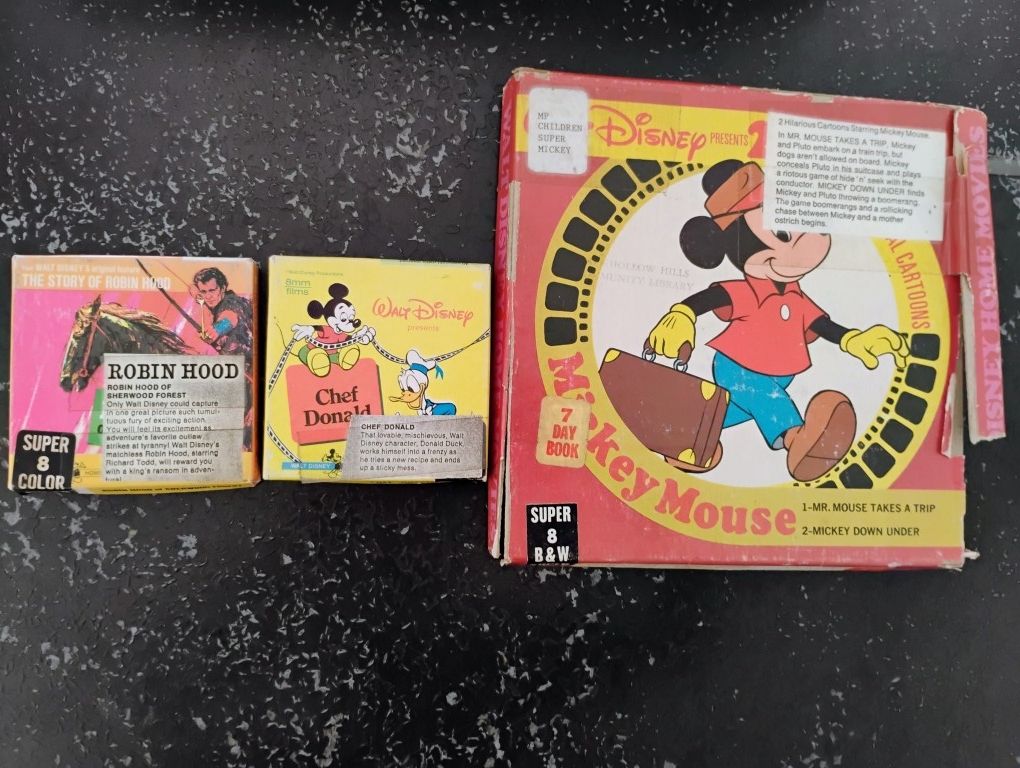 From WALT DISNEY's original feature
THE STORY OF ROBIN HOOD
ROBIN HOOD
ROBIN HOOD OF
SHERWOOD FOREST
Only Walt Disney could capture
in one great picture such tumul-
tuous fury of exciting action.
You will feel its excitement as
adventure's favorite outlaw
strikes at tyranny! Walt Disney's
matchless Robin Hood, starring
Richard Todd, will reward you
with a king's ransom in adven-
SUPER
8
COLOR
Walt Disney Productions
8mm
films
WALT DISNEY
presents
Chef
Donald
CHEF DONALD
That lovable, mischievous, Walt
Disney character, Donald Duck,
works himself into a frenzy as
he tries a new recipe and ends
up a sticky mess.
WALT DISNEY
MP
CHILDREN
SUPER
MICKEY
DISNEY PRESENTS
2 Hilarious Cartoons Starring Mickey Mouse.
In MR. MOUSE TAKES A TRIP, Mickey
and Pluto embark on a train trip, but
dogs aren't allowed on board. Mickey
conceals Pluto in his suitcase and plays
a riotous game of hide 'n' seek with the
conductor. MICKEY DOWN UNDER finds
Mickey and Pluto throwing a boomerang.
The game boomerangs and a rollicking
chase between Mickey and a mother
ostrich begins.
CARTOONS
HOLLOW HILLS
MUNITY LIBRARY
7
DAY
BOOK
Mickey Mouse
1-MR. MOUSE TAKES A TRIP
2-MICKEY DOWN UNDER
SUPER
8
B&W
ISNEY HOME MOVIES